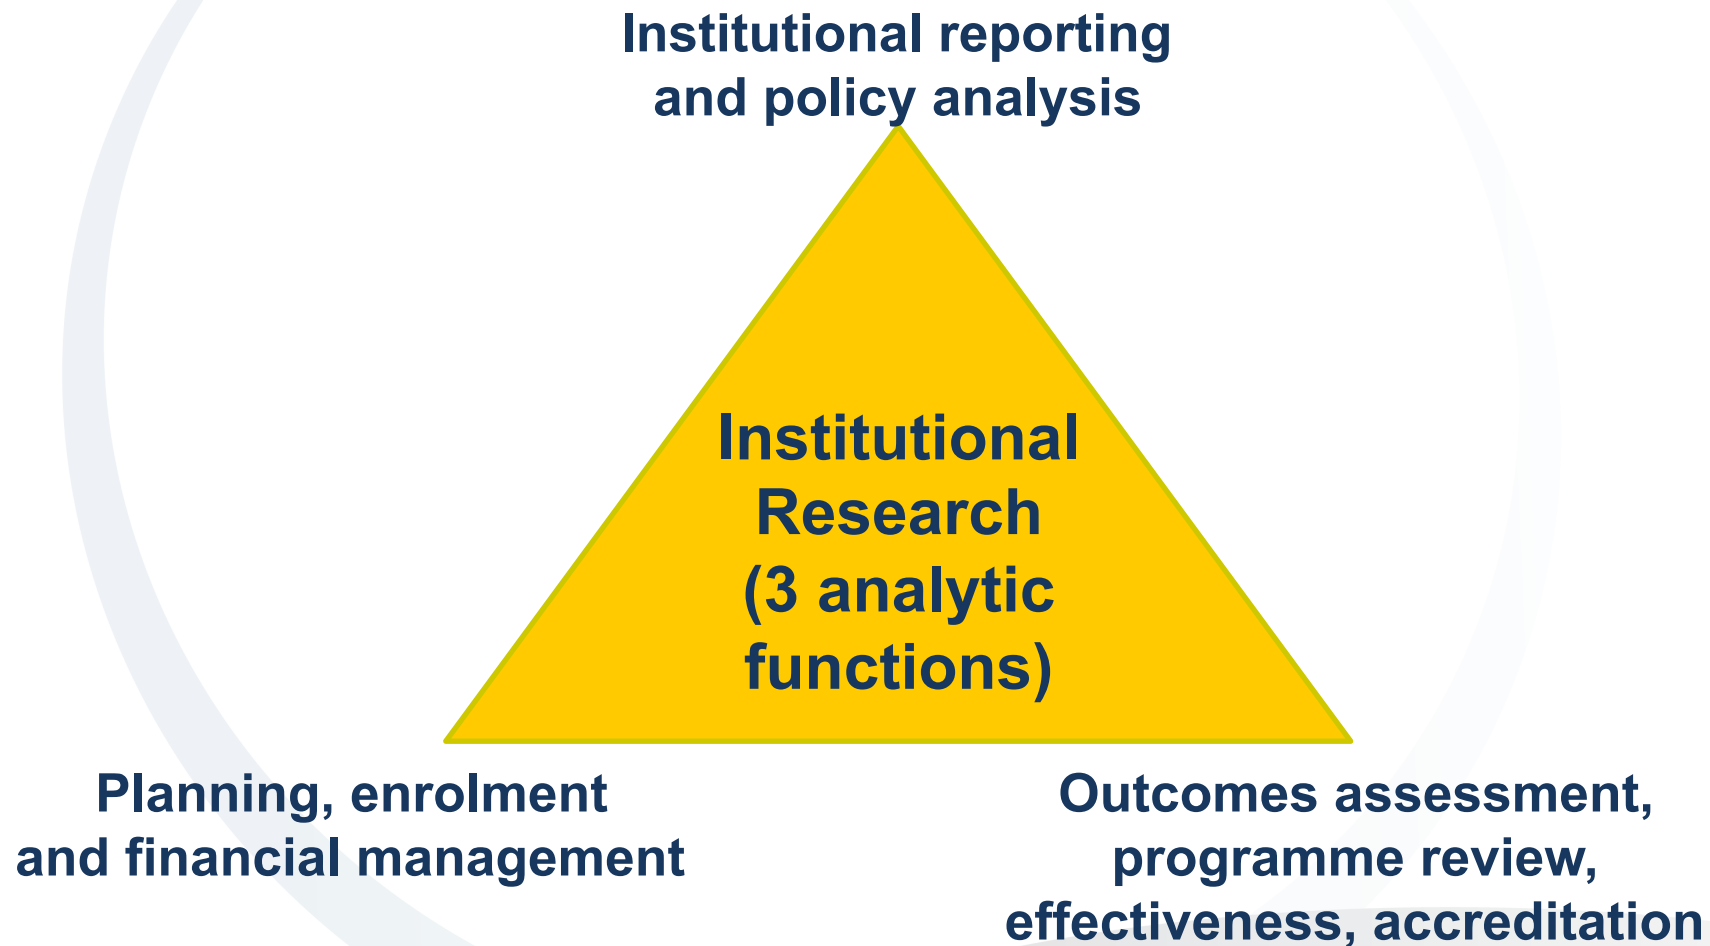 Institutional reporting
and policy analysis
Institutional
Research
(3 analytic
functions)
Planning, enrolment
and financial management
Outcomes assessment,
programme review,
effectiveness, accreditation